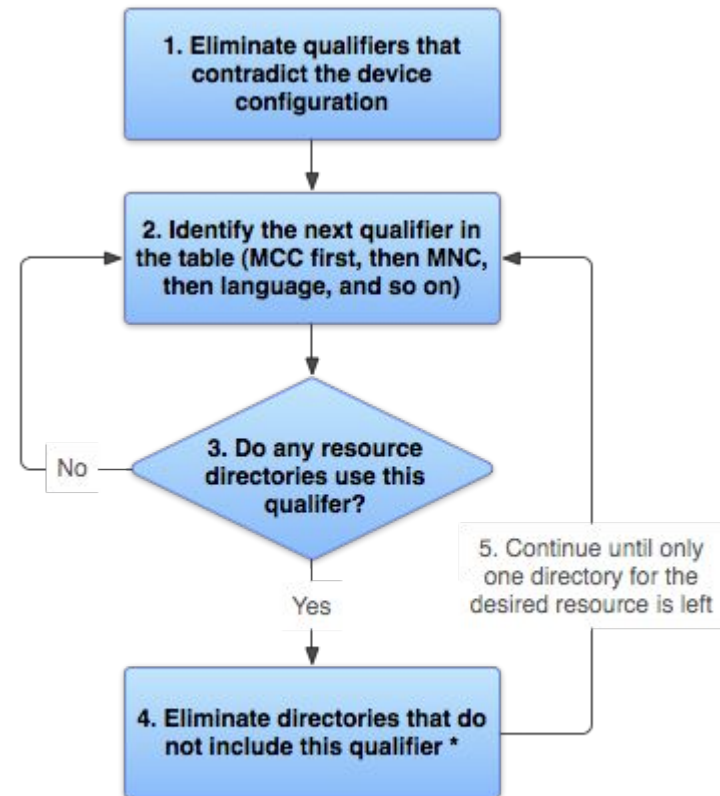 1. Eliminate qualifiers that
contradict the device
configuration
2. Identify the next qualifier in
the table (MCC first, then MNC,
then language, and so on)
3. Do any resource
directories use this
qualifer?
No
Yes
5. Continue until only
one directory for the
desired resource is left
4. Eliminate directories that do
not include this qualifier *